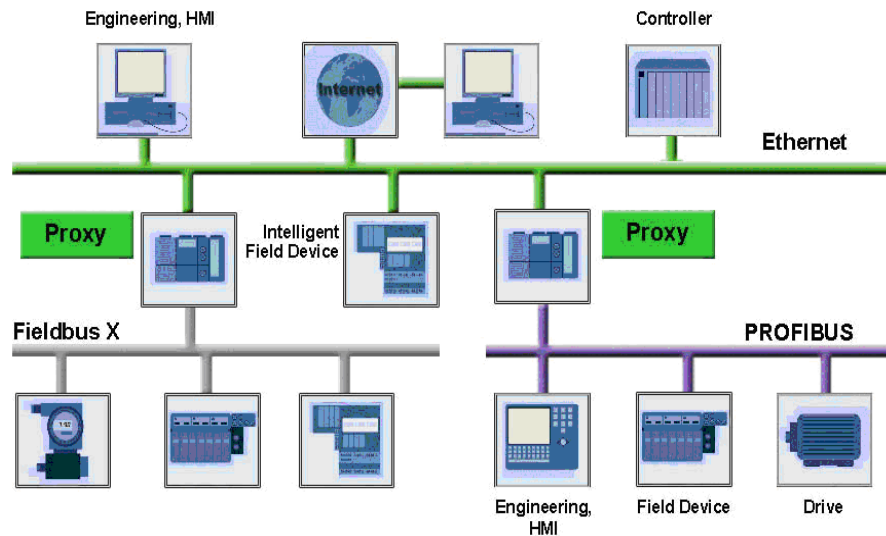 Engineering, HMI
Controller
Internet
Ethernet
Proxy
Intelligent
Field Device
Proxy
Fieldbus X
PROFIBUS
Engineering,
HMI
Field Device
Drive